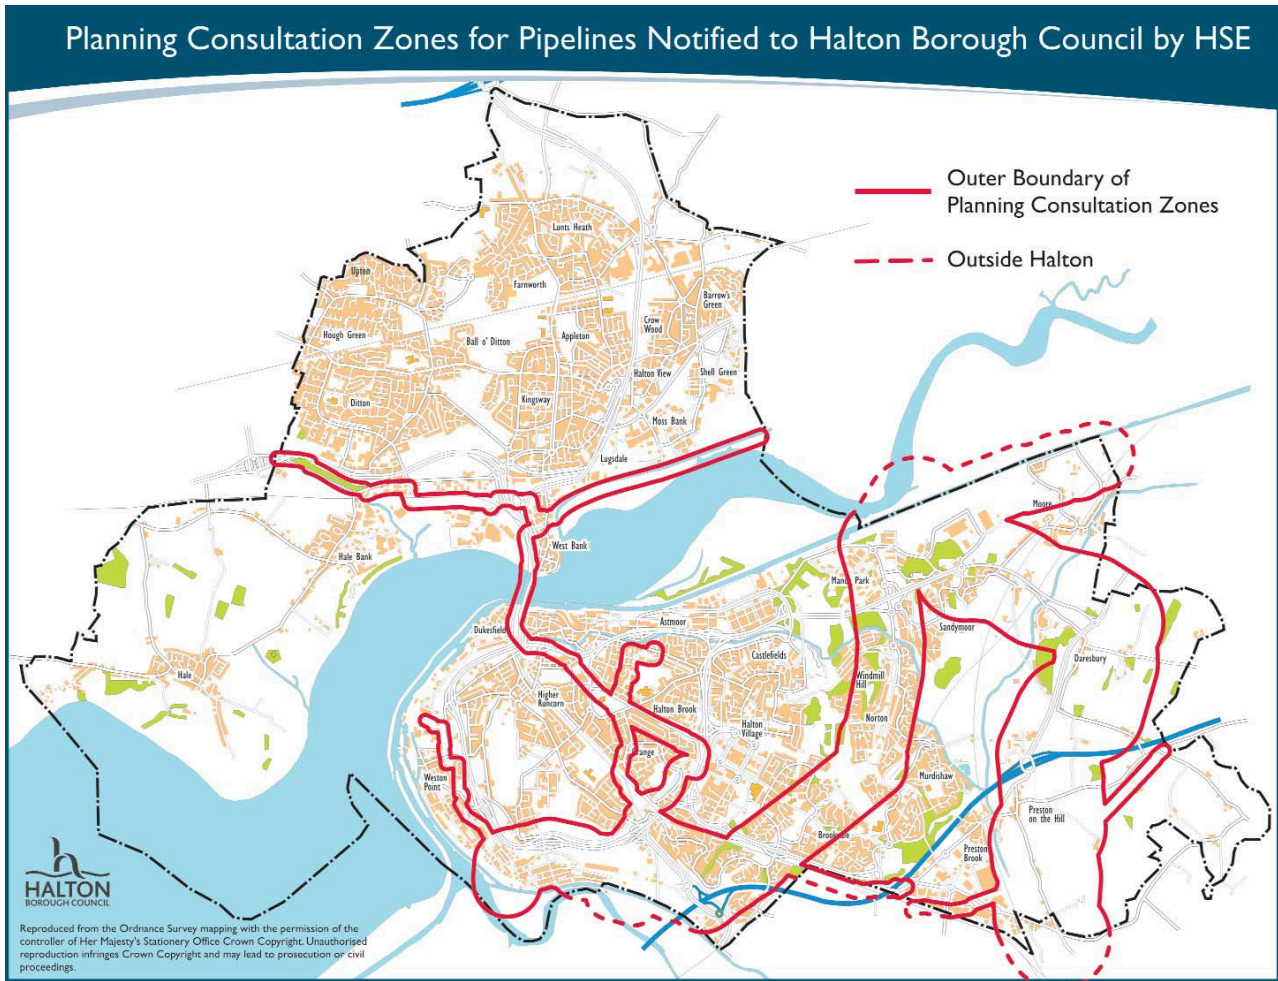 Planning Consultation Zones for Pipelines Notified to Halton Borough Council by HSE
Outer Boundary of
Planning Consultation Zones
Outside Halton
Lunts Heath
Upton
Farnworth
Barrow's
Green
Crow
Wood
Hough Green
Ball o' Ditton
Appleton
Halton View
Shell Green
Ditton
Kingsway
Moss Bank
Lugsdale
Moore
West Bank
Hale Bank
Manor Park
Astmoor
Sandymoor
Dukesfield
Castlefields
Daresbury
Hale
Windmill
Hill
Higher
Runcorn
Halton Brook
Norton
Halton
Village
Grange
Weston
Point
Murdishaw
Preston
on the Hill
Brookvale
Preston
Brook
HALTON
BOROUGH COUNCIL
Reproduced from the Ordnance Survey mapping with the permission of the
controller of Her Majesty's Stationery Office Crown Copyright. Unauthorised
reproduction infringes Crown Copyright and may lead to prosecution or civil
proceedings.